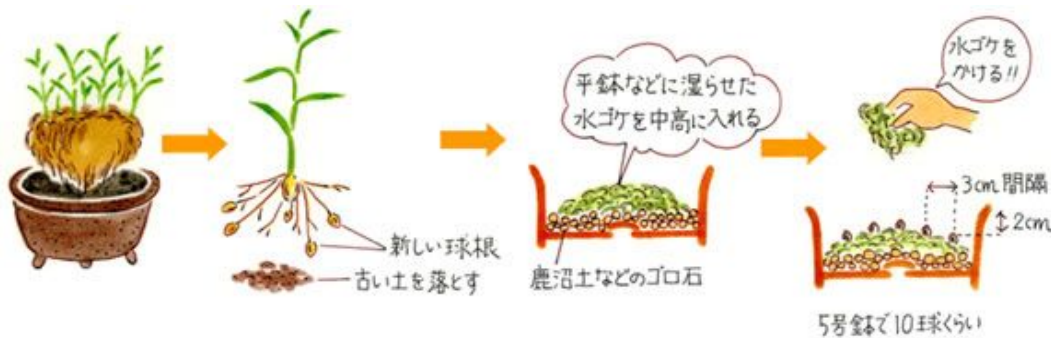 新しい球根
古い土を落とす
平鉢などに湿らせた
水ゴケを中高に入れる
鹿沼土などのゴロ石
水ゴケを
かける!!
3cm間隔
2cm
5号鉢で10球くらい